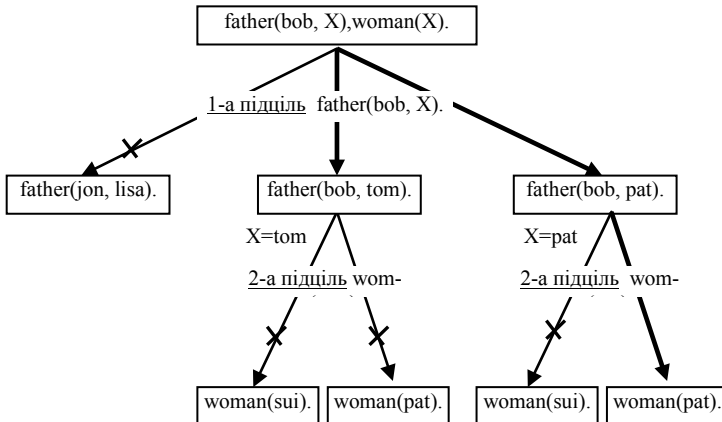 father(bob, X),woman(X).
1-а підціль father(bob, X).
father(jon, lisa).
father(bob, tom).
father(bob, pat).
X=tom
X=pat
2-а підціль wom-
2-а підціль wom-
woman(sui).
woman(pat).
woman(sui).
woman(pat).